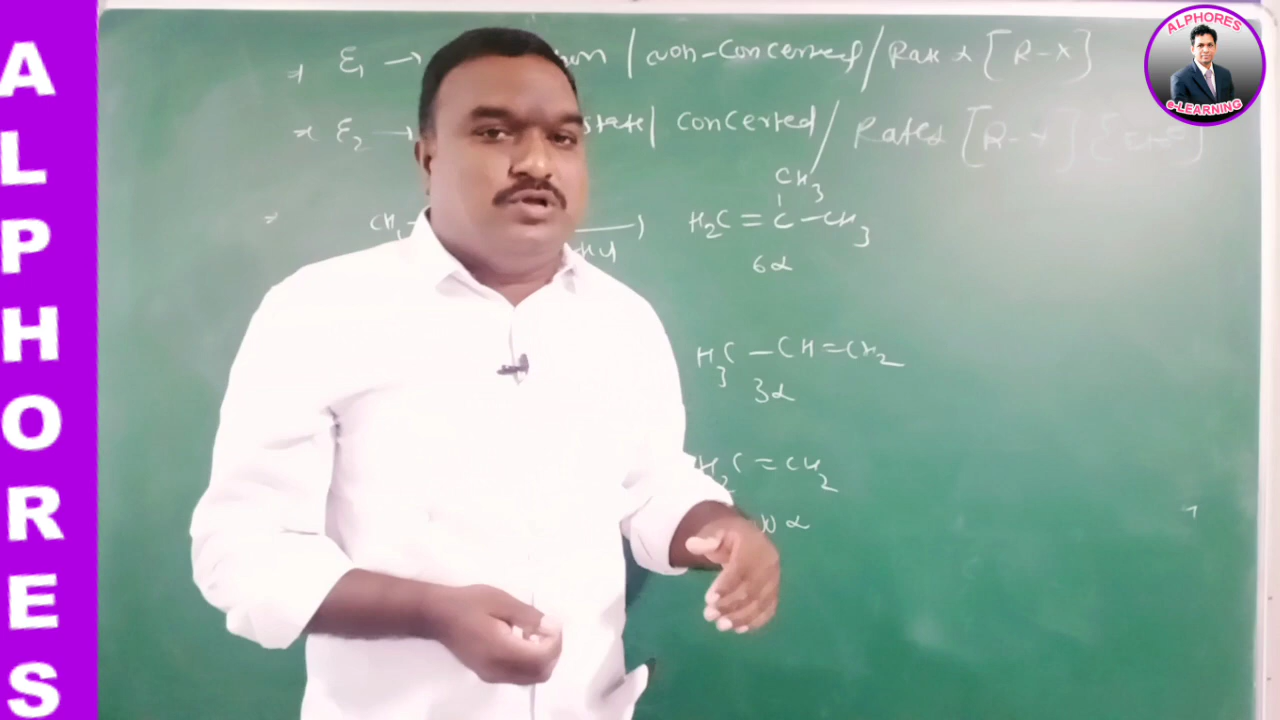 ALPHORES
ALPHORES
e-LEARNING
E1 → / non-concerted / Rate α [R-X]
E2 → state / concerted / Rate α [R-X]
CH3
CH3 → H2C = C - CH3
6α
H3C - CH = CH2
3α
H2C = CH2
α